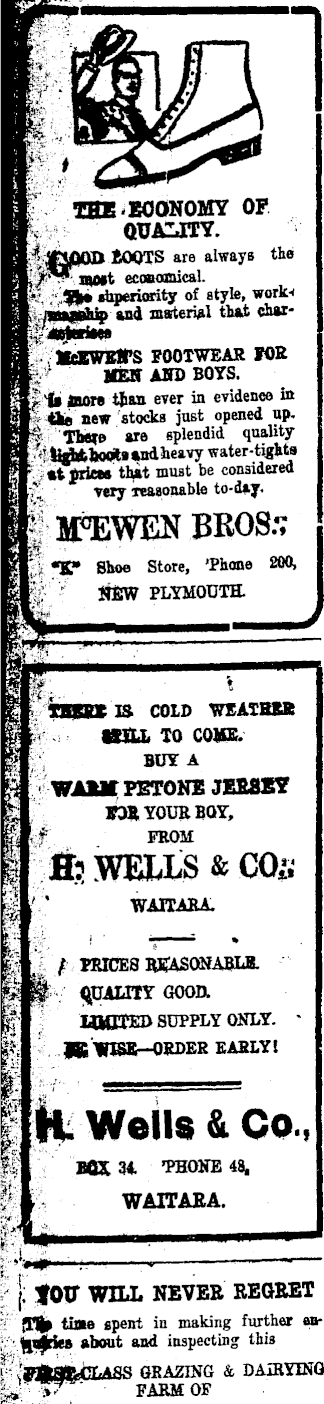 THE ECONOMY OF
QUALITY.
GOOD BOOTS are always the
most economical.
The superiority of style, work-
manship and material that char-
acterises
McEWEN'S FOOTWEAR FOR
MEN AND BOYS.
Is more than ever in evidence in
the new stocks just opened up.
There are splendid quality
light boots and heavy water-tights
at prices that must be considered
very reasonable to-day.
McEWEN BROS.,
"K" Shoe Store, 'Phone 200,
NEW PLYMOUTH.
THERE IS COLD WEATHER
STILL TO COME.
BUY A
WARM PETONE JERSEY
FOR YOUR BOY,
FROM
H. WELLS & CO.,
WAITARA.
PRICES REASONABLE.
QUALITY GOOD.
LIMITED SUPPLY ONLY.
BE WISE—ORDER EARLY!
H. Wells & Co.,
BOX 34. 'PHONE 48,
WAITARA.
YOU WILL NEVER REGRET
The time spent in making further en-
quiries about and inspecting this
FIRST-CLASS GRAZING & DAIRYING
FARM OF